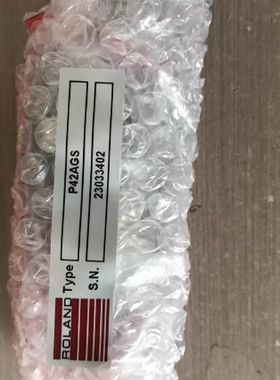 ROLAND
Type P42AGS
S.N. 23033402